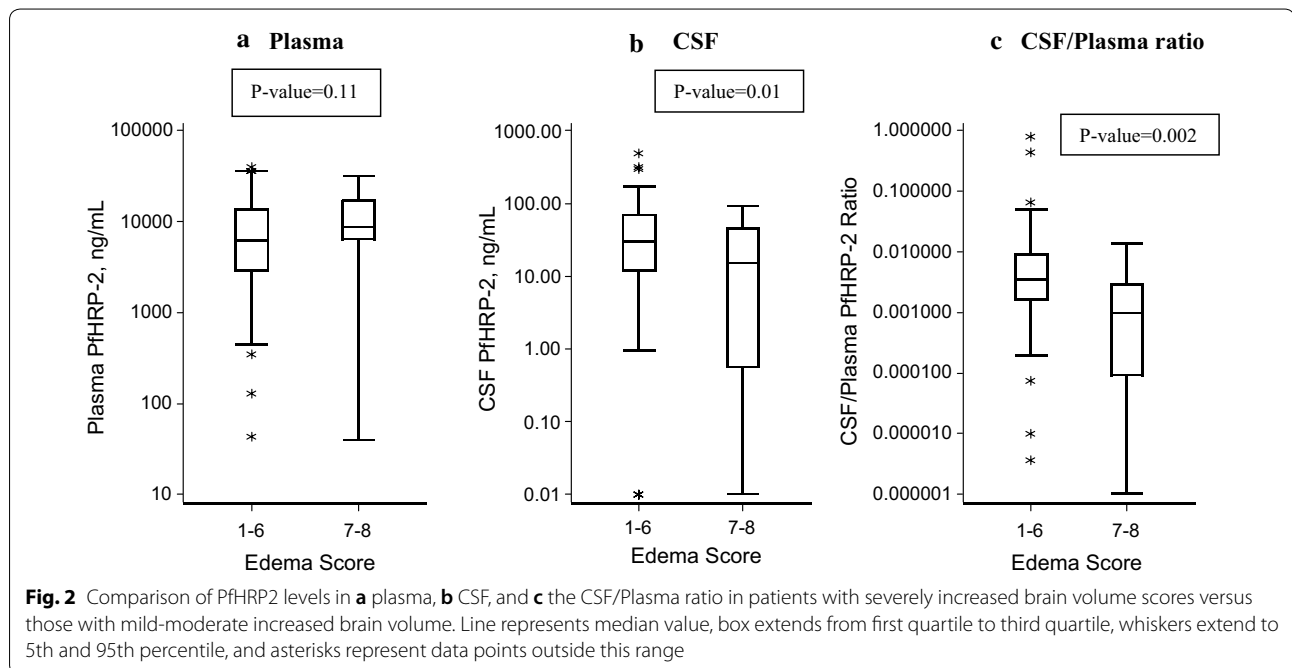 a Plasma
P-value=0.11
100000
10000
1000
100
10
Plasma PfHRP-2, ng/mL
1-6
7-8
Edema Score
b CSF
P-value=0.01
1000.00
100.00
10.00
1.00
0.10
0.01
CSF PfHRP-2, ng/mL
1-6
7-8
Edema Score
c CSF/Plasma ratio
P-value=0.002
1.000000
0.100000
0.010000
0.001000
0.000100
0.000010
0.000001
CSF/Plasma PfHRP-2 Ratio
1-6
7-8
Edema Score
Fig. 2 Comparison of PfHRP2 levels in a plasma, b CSF, and c the CSF/Plasma ratio in patients with severely increased brain volume scores versus
those with mild-moderate increased brain volume. Line represents median value, box extends from first quartile to third quartile, whiskers extend to
5th and 95th percentile, and asterisks represent data points outside this range